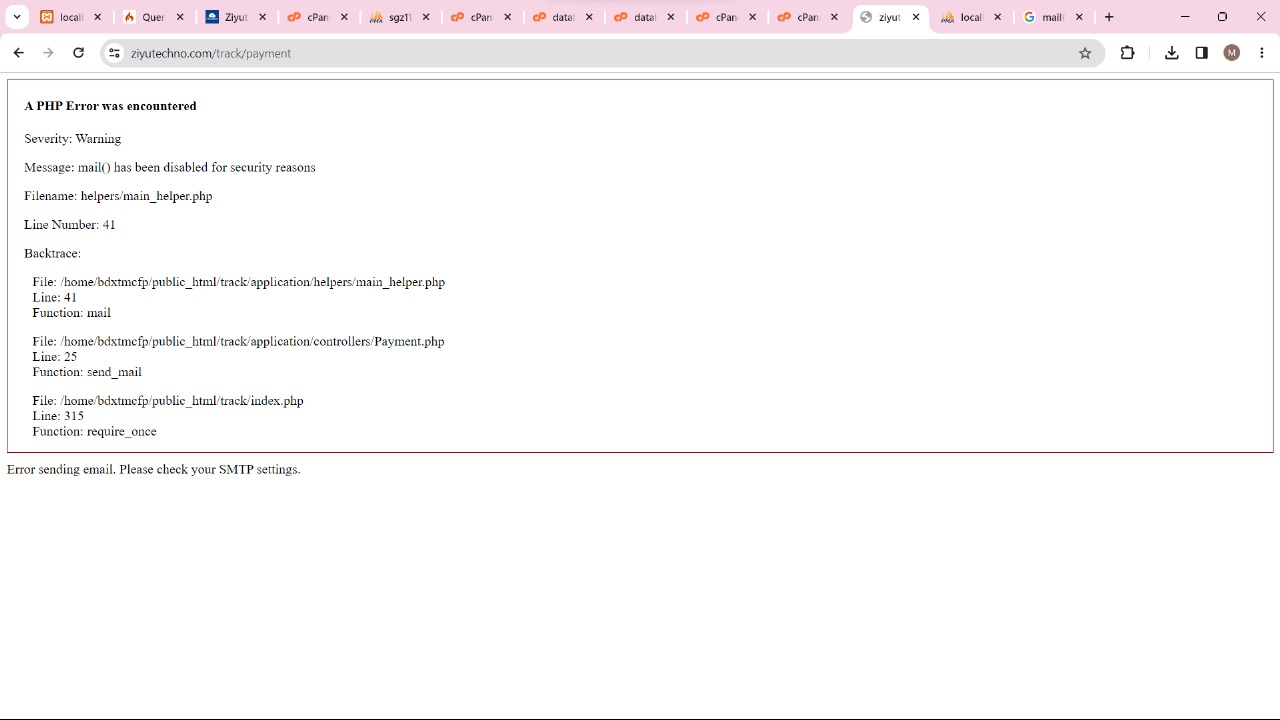 locall
Quer
Ziyut
cPan
sgz11
cPan
datal
datal
cPan
cPan
ziyut
locall
mail(
ziyutechno.com/track/payment
M
A PHP Error was encountered
Severity: Warning
Message: mail() has been disabled for security reasons
Filename: helpers/main_helper.php
Line Number: 41
Backtrace:
File: /home/bdxtmcfp/public_html/track/application/helpers/main_helper.php
Line: 41
Function: mail
File: /home/bdxtmcfp/public_html/track/application/controllers/Payment.php
Line: 25
Function: send_mail
File: /home/bdxtmcfp/public_html/track/index.php
Line: 315
Function: require_once
Error sending email. Please check your SMTP settings.